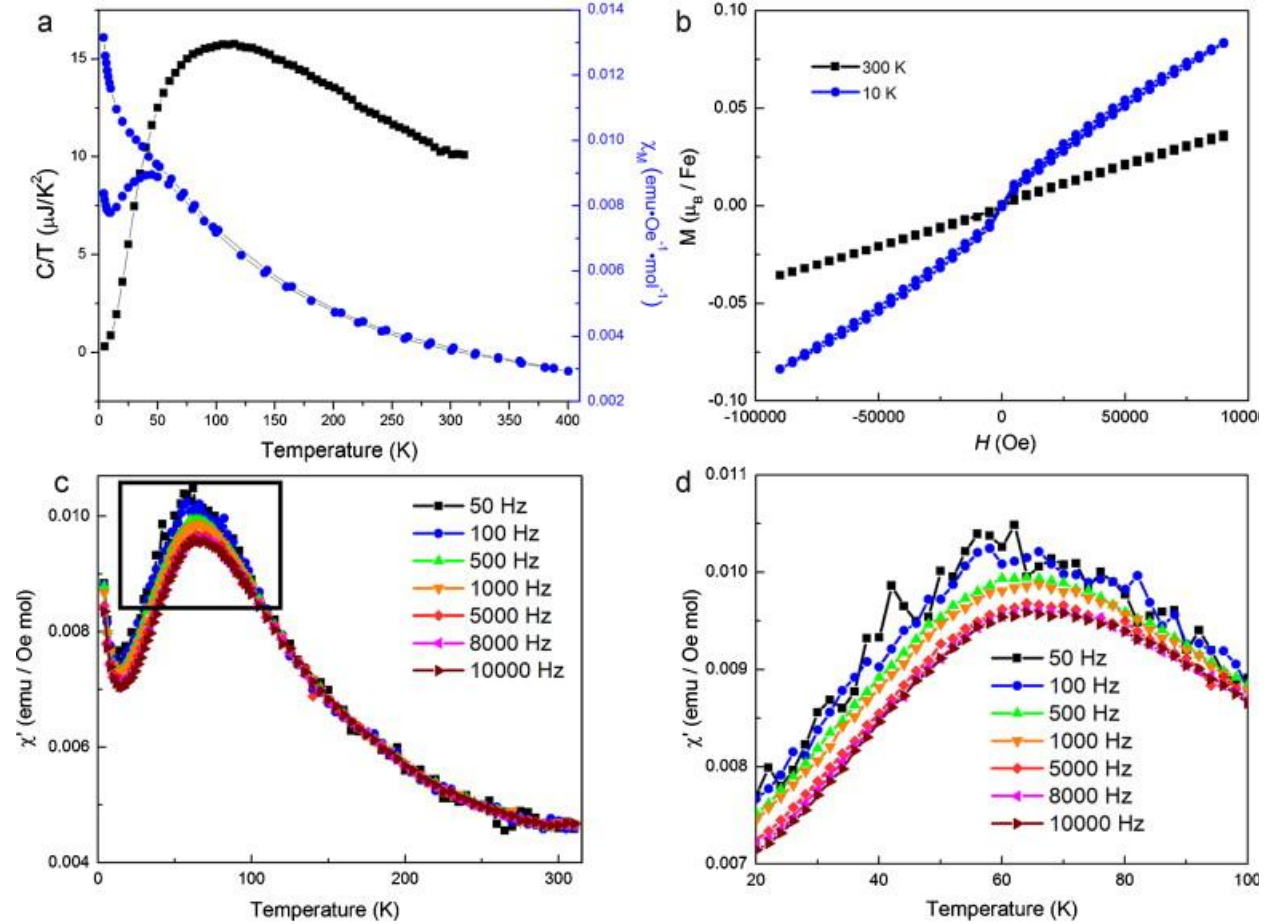 a
C/T (μJ/K²)
15
10
5
0
0 50 100 150 200 250 300 350 400
Temperature (K)
0.014
0.012
0.010
0.008
0.006
0.004
0.002
χM (emu•Oe⁻¹•mol⁻¹)
b
300 K
10 K
M (μB / Fe)
0.10
0.05
0.00
-0.05
-0.10
-100000 -50000 0 50000 10000
H (Oe)
c
50 Hz
100 Hz
500 Hz
1000 Hz
5000 Hz
8000 Hz
10000 Hz
χ' (emu / Oe mol)
0.010
0.008
0.006
0.004
0 100 200 300
Temperature (K)
d
χ' (emu / Oe mol)
0.011
0.010
0.009
0.008
0.007
50 Hz
100 Hz
500 Hz
1000 Hz
5000 Hz
8000 Hz
10000 Hz
20 40 60 80 100
Temperature (K)